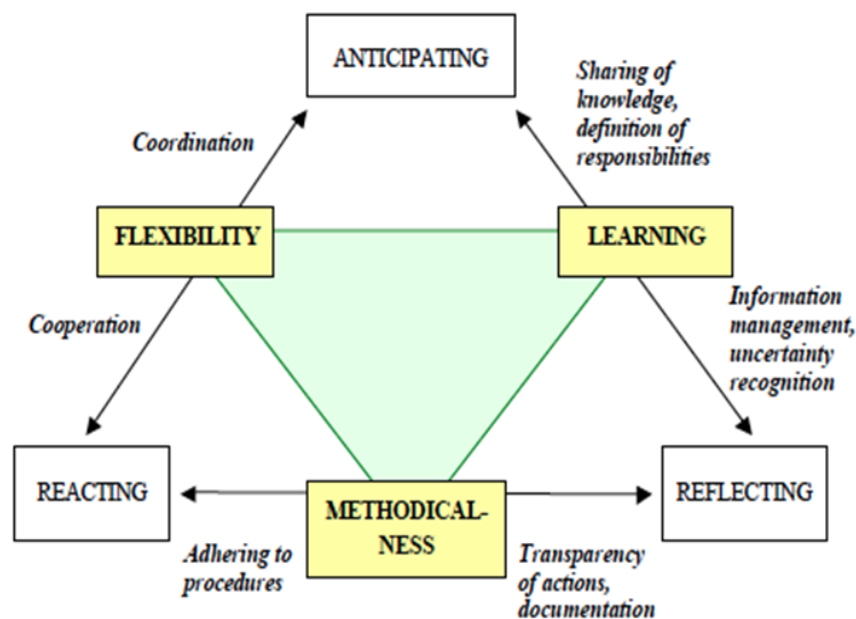 ANTICIPATING
Sharing of
knowledge,
definition of
responsibilities
Coordination
FLEXIBILITY
LEARNING
Cooperation
Information
management,
uncertainty
recognition
REACTING
METHODICAL-
NESS
REFLECTING
Adhering to
procedures
Transparency
of actions,
documentation